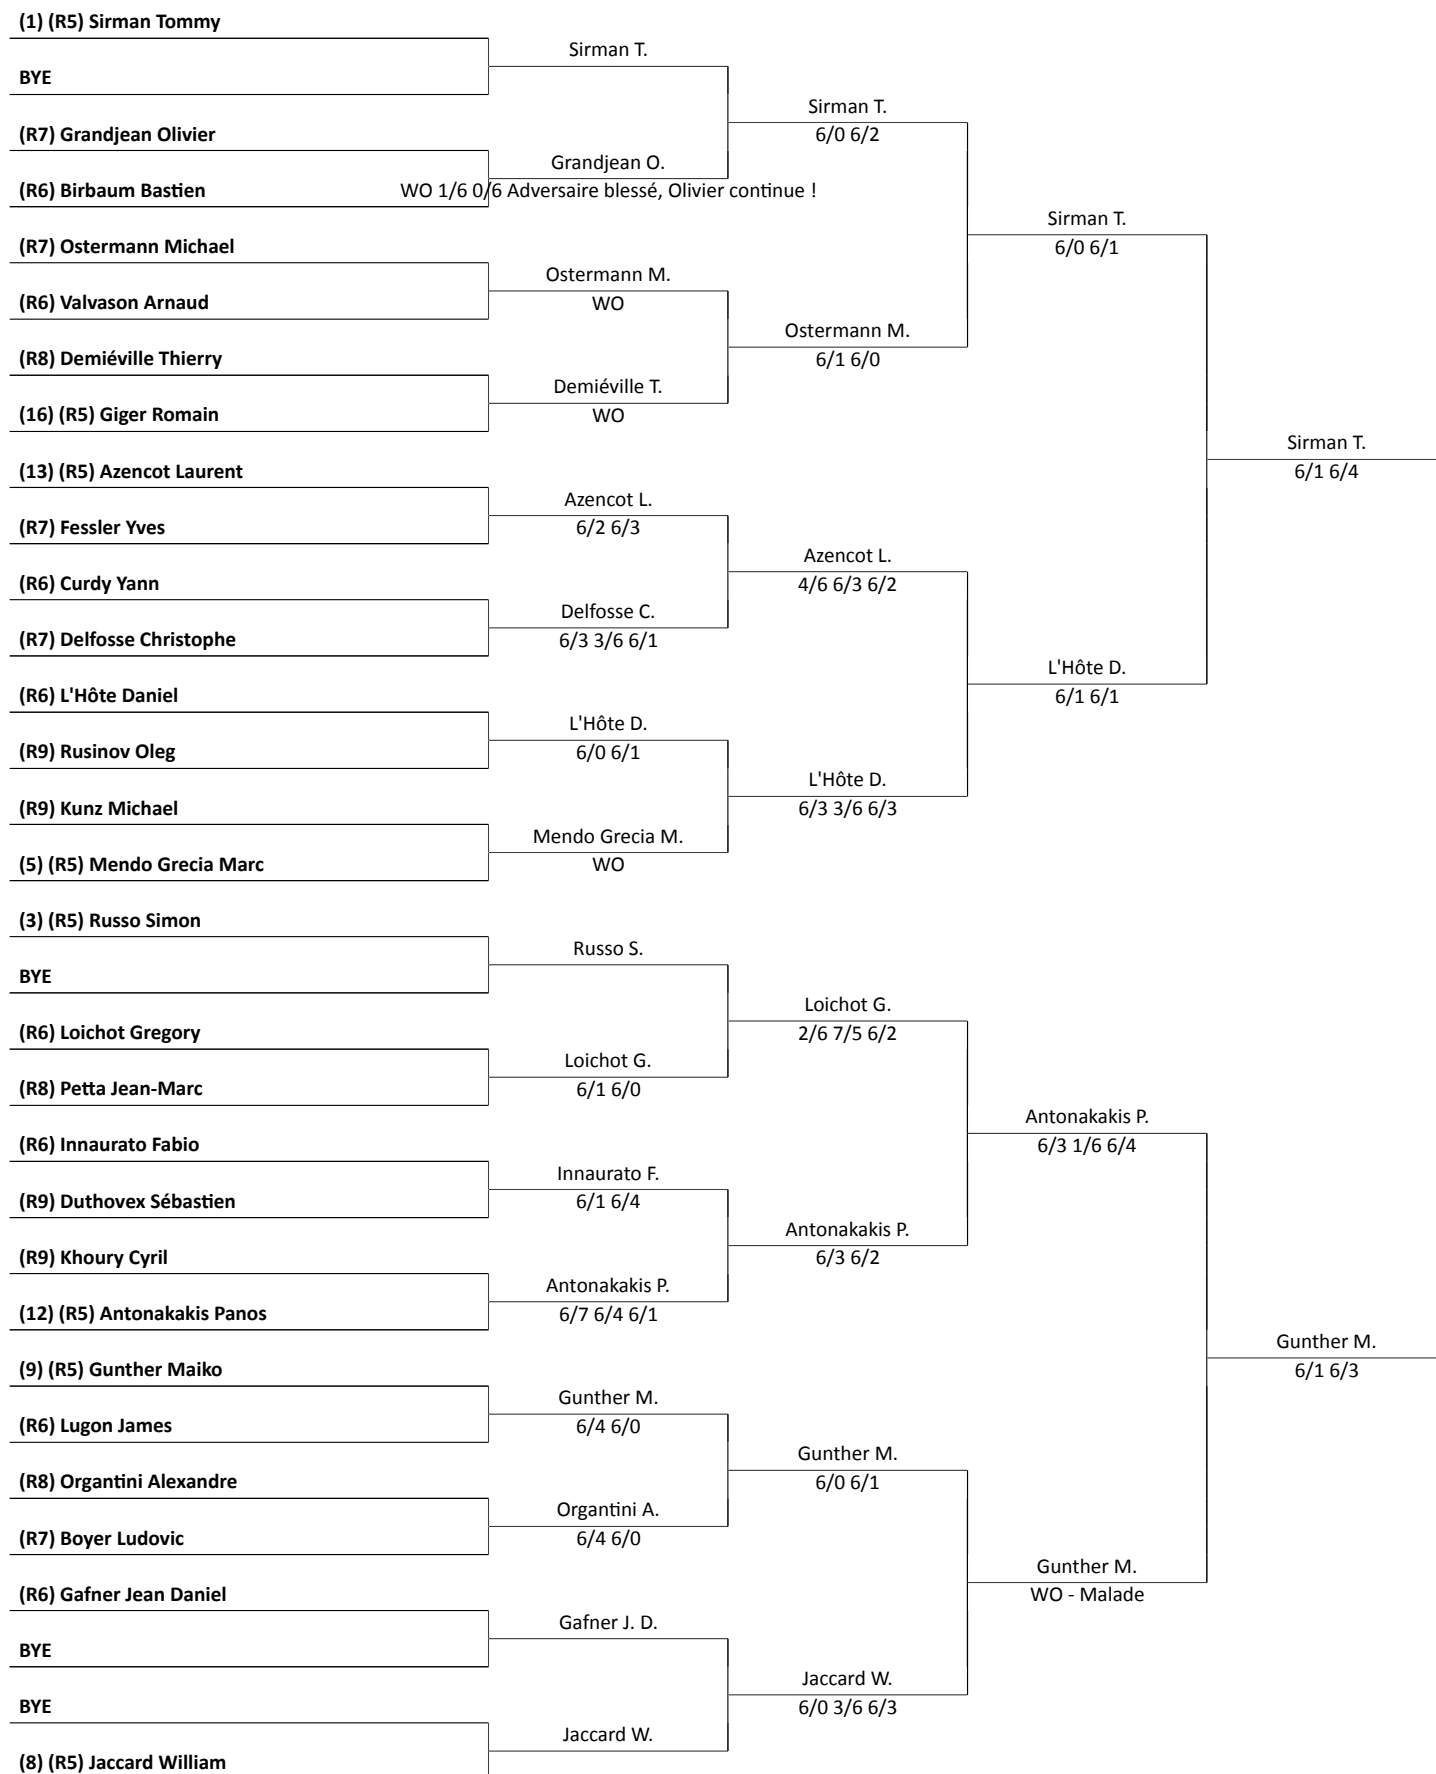 (1) (R5) Sirman Tommy
Sirman T.
BYE
Sirman T.
6/0 6/2
(R7) Grandjean Olivier
Grandjean O.
(R6) Birbaum Bastien
WO 1/6 0/6 Adversaire blessé, Olivier continue !
Sirman T.
6/0 6/1
(R7) Ostermann Michael
Ostermann M.
WO
(R6) Valvason Arnaud
Ostermann M.
6/1 6/0
(R8) Demiéville Thierry
Demiéville T.
WO
(16) (R5) Giger Romain
Sirman T.
6/1 6/4
(13) (R5) Azencot Laurent
Azencot L.
6/2 6/3
(R7) Fessler Yves
Azencot L.
4/6 6/3 6/2
(R6) Curdy Yann
Delfosse C.
6/3 3/6 6/1
(R7) Delfosse Christophe
L'Hôte D.
6/1 6/1
(R6) L'Hôte Daniel
L'Hôte D.
6/0 6/1
(R9) Rusinov Oleg
L'Hôte D.
6/3 3/6 6/3
(R9) Kunz Michael
Mendo Grecia M.
WO
(5) (R5) Mendo Grecia Marc
(3) (R5) Russo Simon
Russo S.
BYE
Loichot G.
2/6 7/5 6/2
(R6) Loichot Gregory
Loichot G.
6/1 6/0
(R8) Petta Jean-Marc
Antonakakis P.
6/3 1/6 6/4
(R6) Innaurato Fabio
Innaurato F.
6/1 6/4
(R9) Duthovex Sébastien
Antonakakis P.
6/3 6/2
(R9) Khoury Cyril
Antonakakis P.
6/7 6/4 6/1
(12) (R5) Antonakakis Panos
Gunther M.
6/1 6/3
(9) (R5) Gunther Maiko
Gunther M.
6/4 6/0
(R6) Lugon James
Gunther M.
6/0 6/1
(R8) Organtini Alexandre
Organtini A.
6/4 6/0
(R7) Boyer Ludovic
Gunther M.
WO - Malade
(R6) Gafner Jean Daniel
Gafner J. D.
BYE
Jaccard W.
6/0 3/6 6/3
BYE
Jaccard W.
(8) (R5) Jaccard William